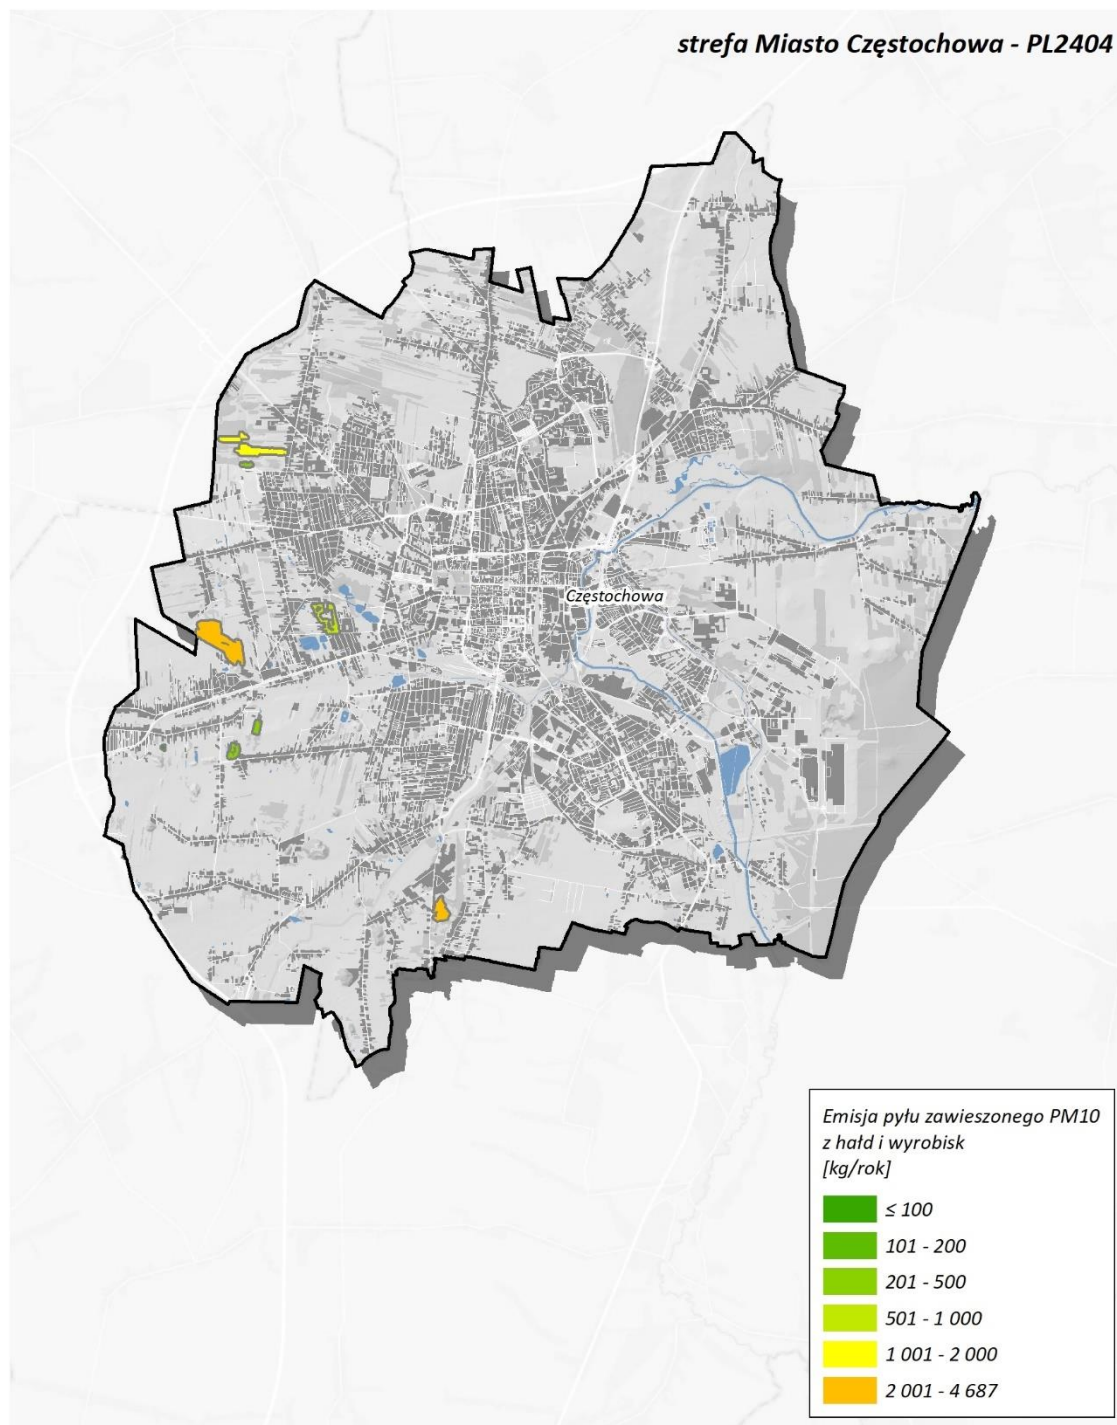 strefa Miasto Częstochowa - PL2404
Częstochowa
Emisja pyłu zawieszonego PM10
z hałd i wyrobisk
[kg/rok]
≤ 100
101 - 200
201 - 500
501 - 1 000
1 001 - 2 000
2 001 - 4 687